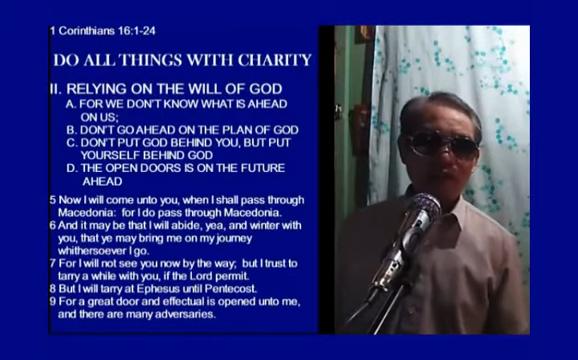 1 Corinthians 16:1-24
DO ALL THINGS WITH CHARITY
II. RELYING ON THE WILL OF GOD
A. FOR WE DON'T KNOW WHAT IS AHEAD
ON US;
B. DON'T GO AHEAD ON THE PLAN OF GOD
C. DON'T PUT GOD BEHIND YOU, BUT PUT
YOURSELF BEHIND GOD
D. THE OPEN DOORS IS ON THE FUTURE
AHEAD
5 Now I will come unto you, when I shall pass through
Macedonia: for I do pass through Macedonia.
6 And it may be that I will abide, yea, and winter with
you, that ye may bring me on my journey
whithersoever I go.
7 For I will not see you now by the way; but I trust to
tarry a while with you, if the Lord permit.
8 But I will tarry at Ephesus until Pentecost.
9 For a great door and effectual is opened unto me,
and there are many adversaries.